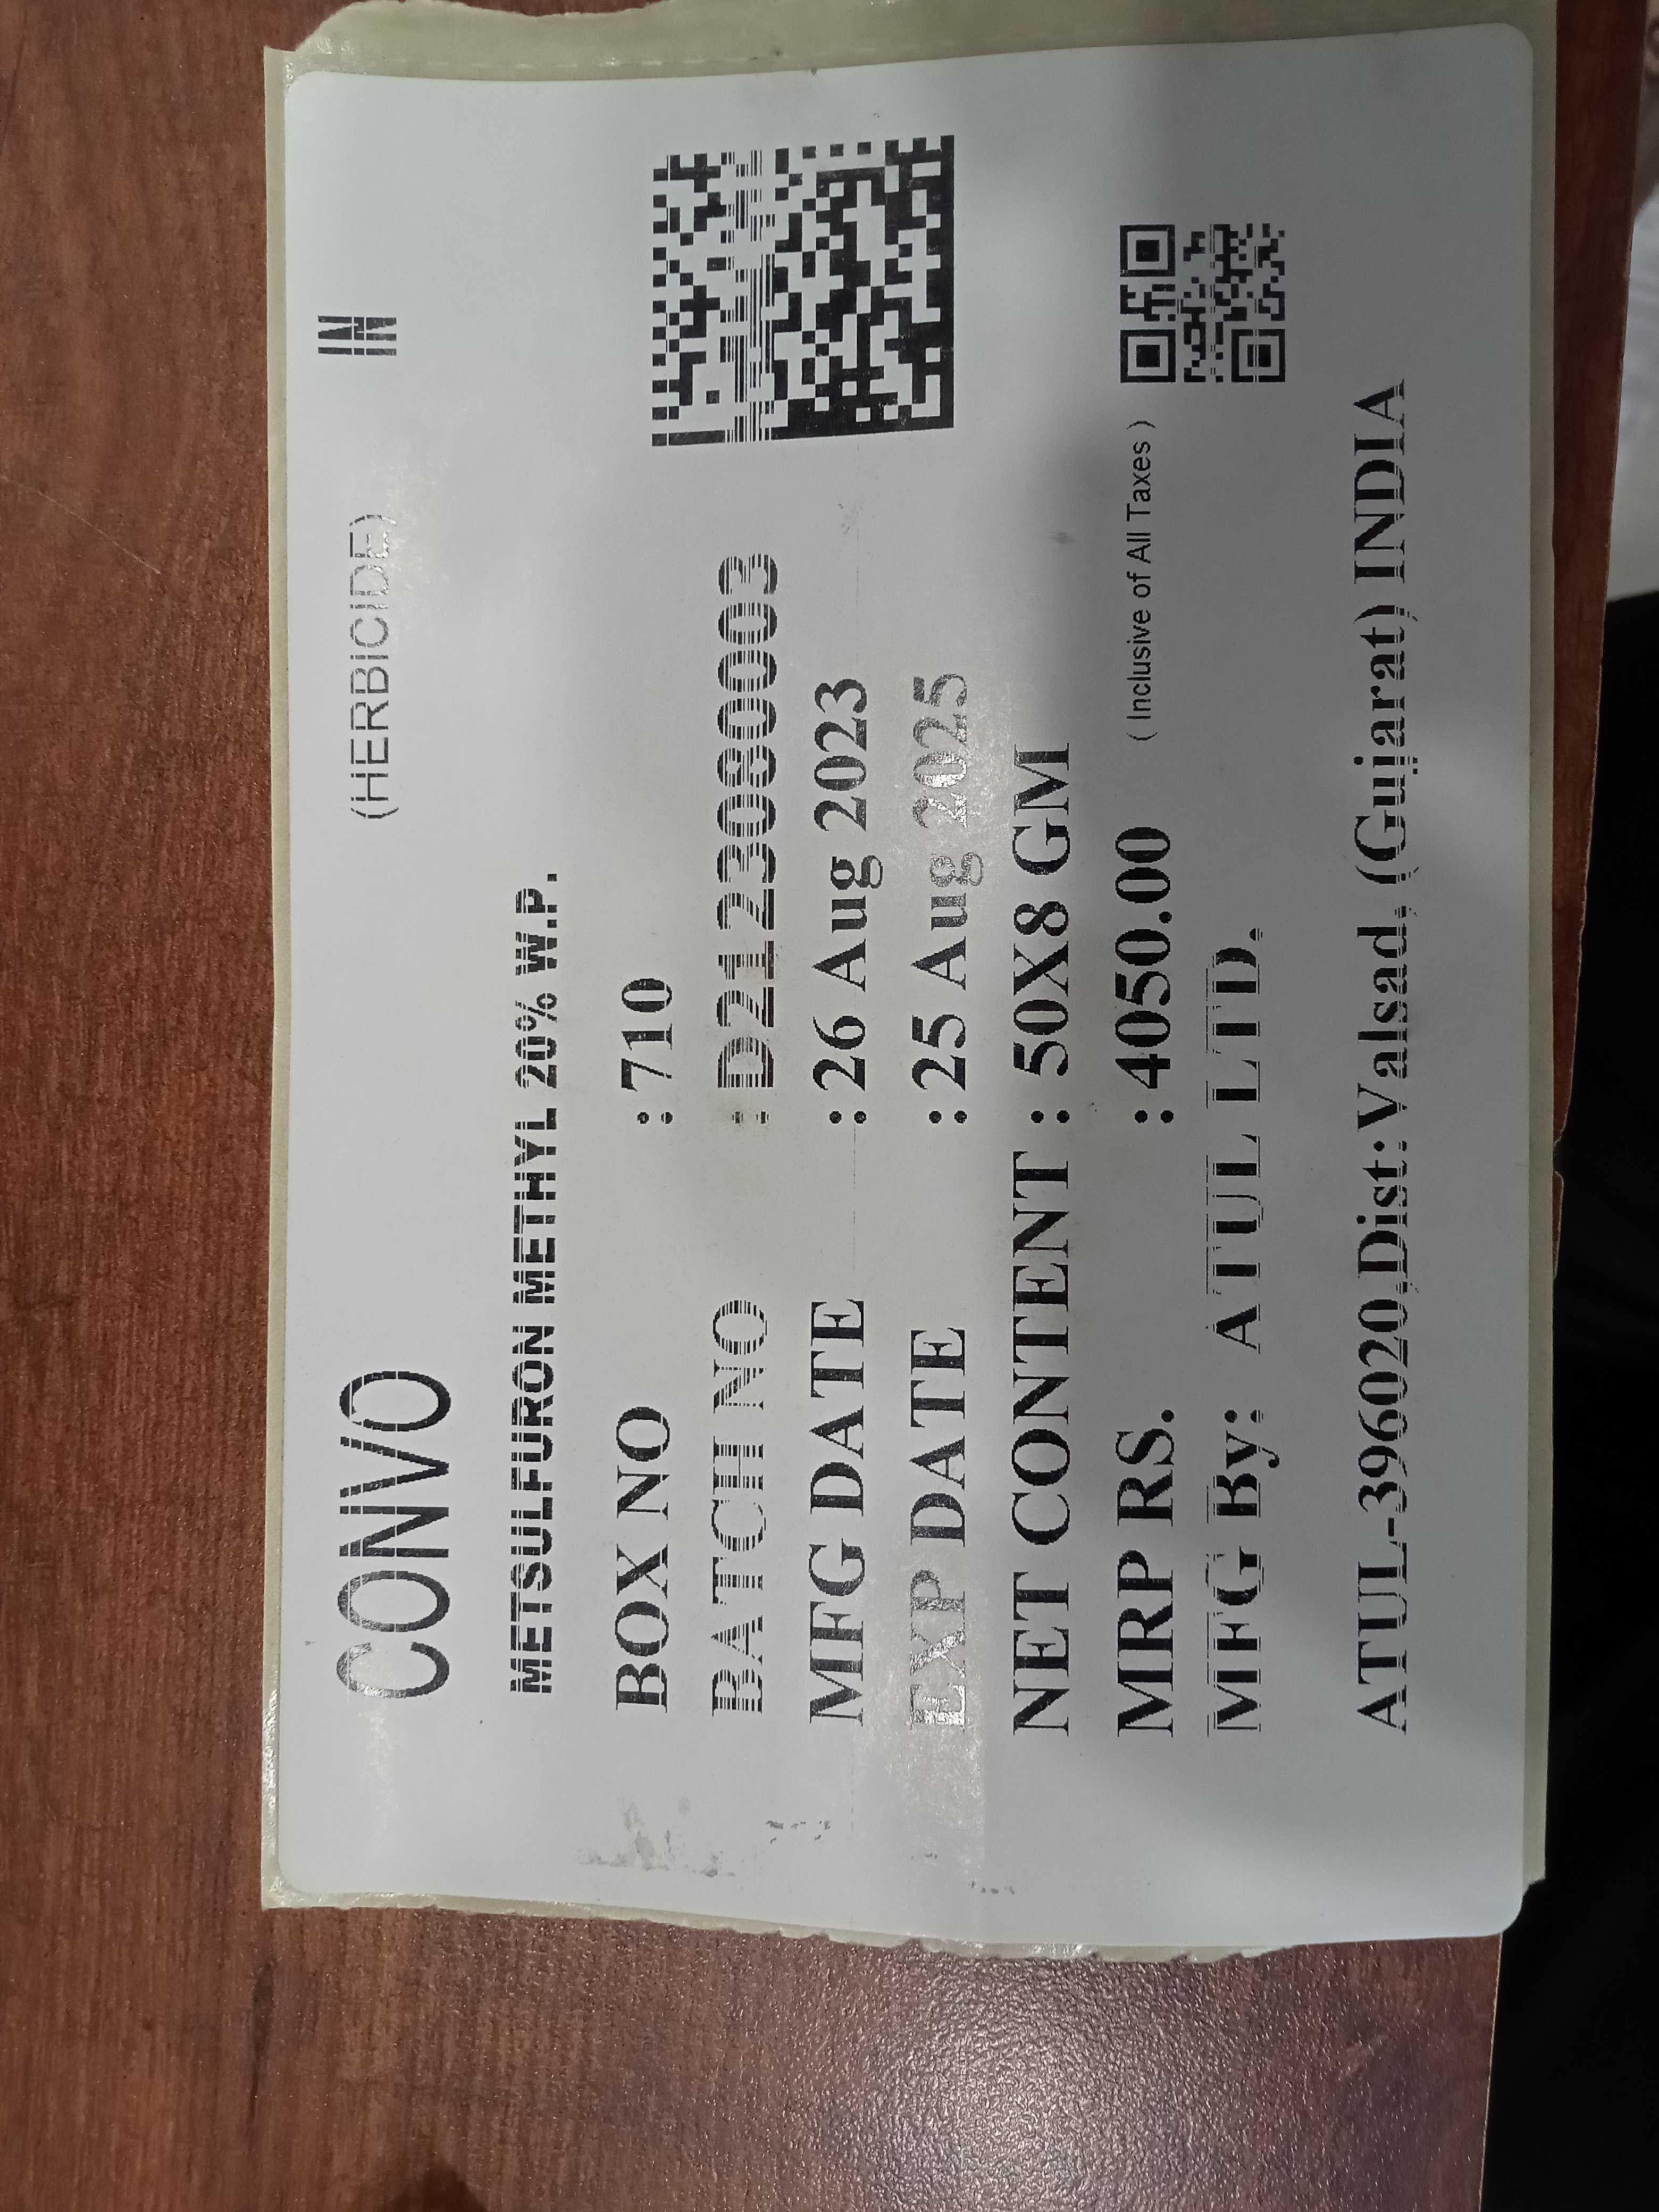 CONVO (HERBICIDE) IN
METSULFURON METHYL 20% W.P.
BOX NO : 710
BATCH NO : D2123080003
MFG DATE : 26 Aug 2023
EXP DATE : 25 Aug 2025
NET CONTENT : 50X8 GM
MRP RS. : 4050.00 ( Inclusive of All Taxes )
MFG By: ATUL LTD.
ATUL-396020,Dist:Valsad, (Gujarat) INDIA